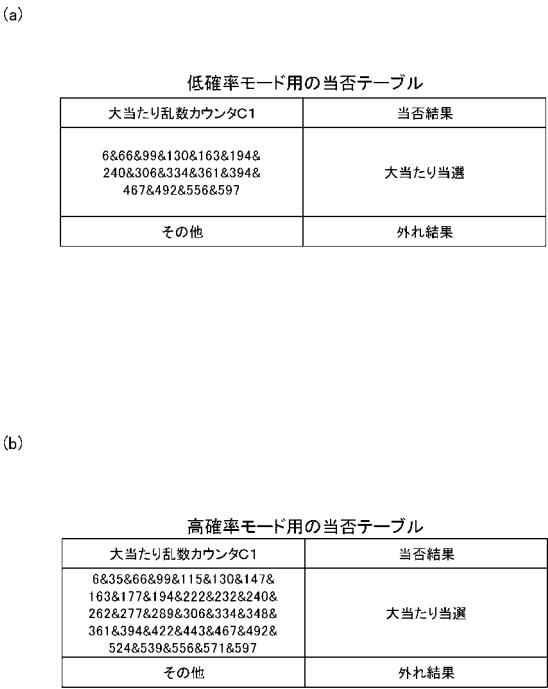 (a)
低確率モード用の当否テーブル
大当たり乱数カウンタC1
当否結果
6&66&99&130&163&194&
240&306&334&361&394&
467&492&556&597
大当たり当選
その他
外れ結果
(b)
高確率モード用の当否テーブル
大当たり乱数カウンタC1
当否結果
6&35&66&99&115&130&147&
163&177&194&222&232&240&
262&277&289&306&334&348&
361&394&422&443&467&492&
524&539&556&571&597
大当たり当選
その他
外れ結果